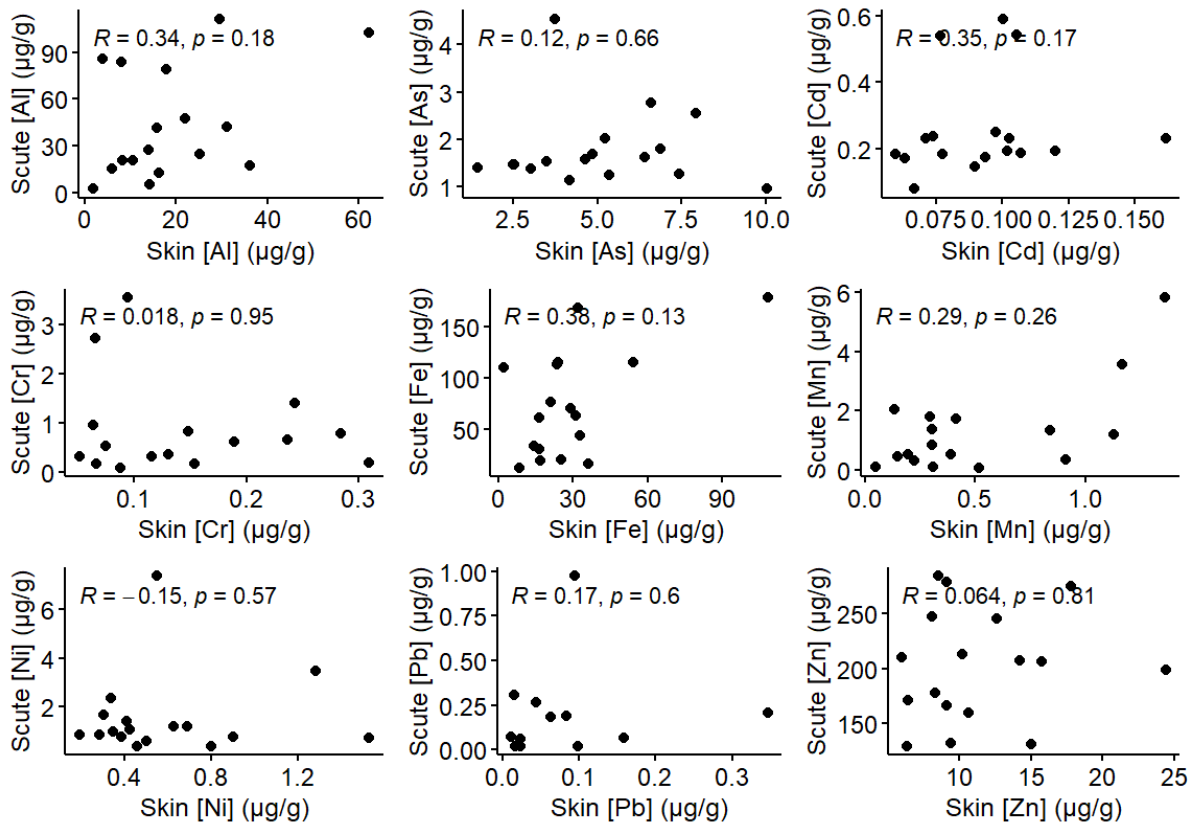 Scute [Al] (µg/g)
R = 0.34, p = 0.18
90
60
30
0
0 20 40 60
Skin [Al] (µg/g)
Scute [As] (µg/g)
R = 0.12, p = 0.66
4
3
2
1
2.5 5.0 7.5 10.0
Skin [As] (µg/g)
Scute [Cd] (µg/g)
R = 0.35, p = 0.17
0.6
0.4
0.2
0.075 0.100 0.125 0.150
Skin [Cd] (µg/g)
Scute [Cr] (µg/g)
R = 0.018, p = 0.95
3
2
1
0
0.1 0.2 0.3
Skin [Cr] (µg/g)
Scute [Fe] (µg/g)
R = 0.38, p = 0.13
150
100
50
0 30 60 90
Skin [Fe] (µg/g)
Scute [Mn] (µg/g)
R = 0.29, p = 0.26
6
4
2
0
0.0 0.5 1.0
Skin [Mn] (µg/g)
Scute [Ni] (µg/g)
R = −0.15, p = 0.57
6
4
2
0.4 0.8 1.2
Skin [Ni] (µg/g)
Scute [Pb] (µg/g)
R = 0.17, p = 0.6
1.00
0.75
0.50
0.25
0.00
0.0 0.1 0.2 0.3
Skin [Pb] (µg/g)
Scute [Zn] (µg/g)
R = 0.064, p = 0.81
250
200
150
10 15 20 25
Skin [Zn] (µg/g)